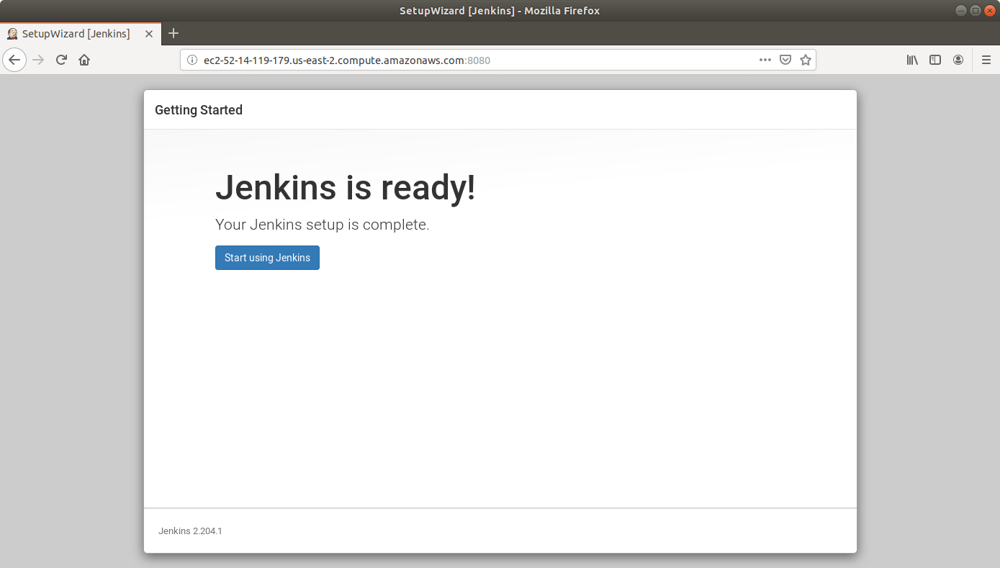 SetupWizard [Jenkins] - Mozilla Firefox
SetupWizard [Jenkins]
ec2-52-14-119-179.us-east-2.compute.amazonaws.com:8080
Getting Started
Jenkins is ready!
Your Jenkins setup is complete.
Start using Jenkins
Jenkins 2.204.1